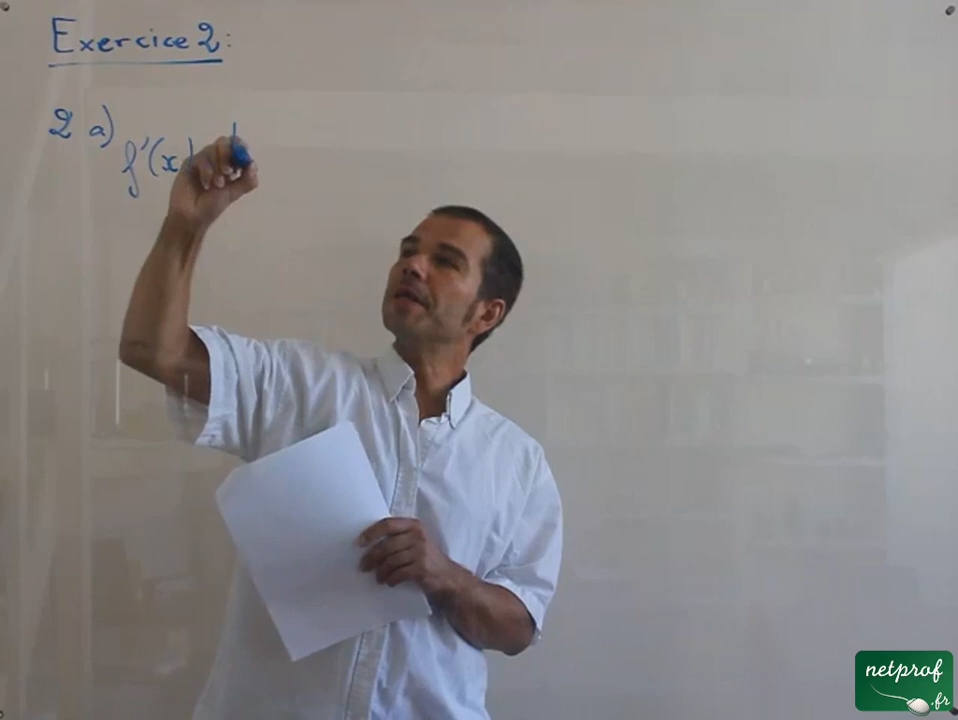 Exercice 2:
2 a)
f'(x)
netprof
.fr